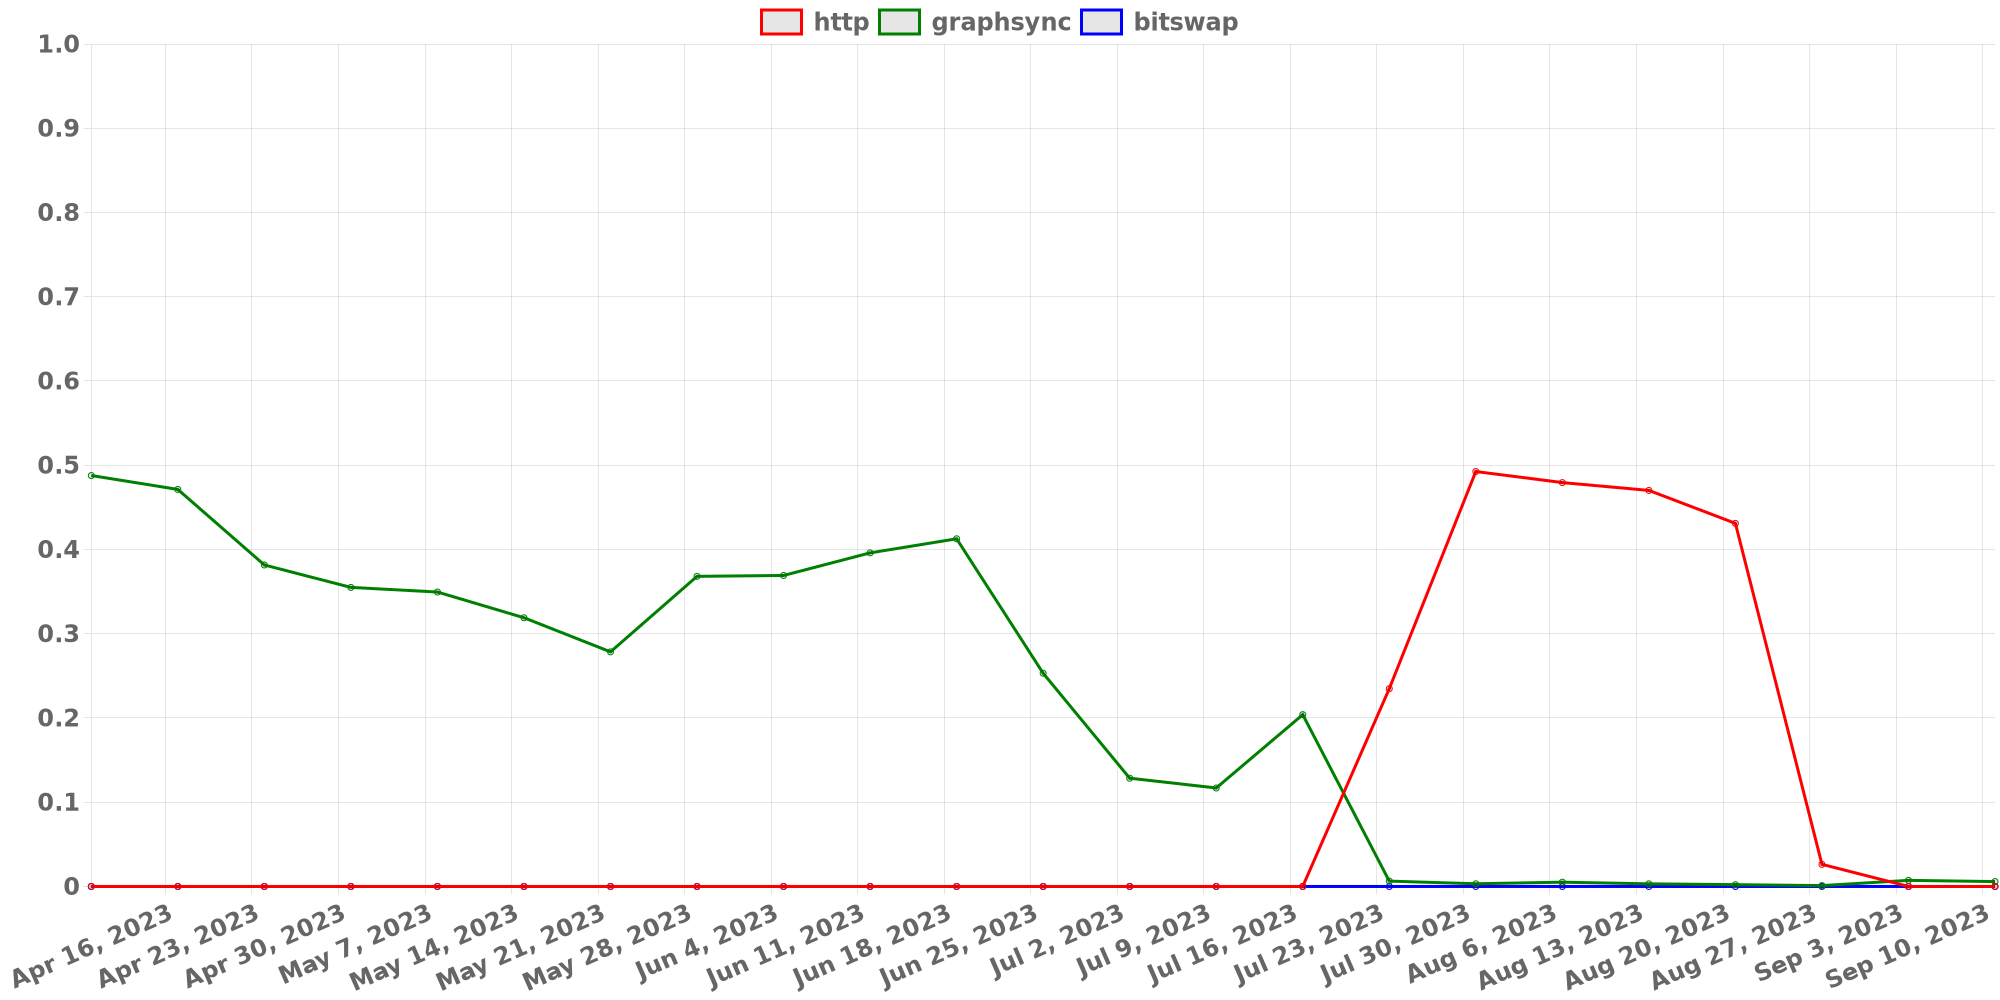 http graphsync bitswap
1.0
0.9
0.8
0.7
0.6
0.5
0.4
0.3
0.2
0.1
0
Apr 16, 2023
Apr 23, 2023
Apr 30, 2023
May 7, 2023
May 14, 2023
May 21, 2023
May 28, 2023
Jun 4, 2023
Jun 11, 2023
Jun 18, 2023
Jun 25, 2023
Jul 2, 2023
Jul 9, 2023
Jul 16, 2023
Jul 23, 2023
Jul 30, 2023
Aug 6, 2023
Aug 13, 2023
Aug 20, 2023
Aug 27, 2023
Sep 3, 2023
Sep 10, 2023